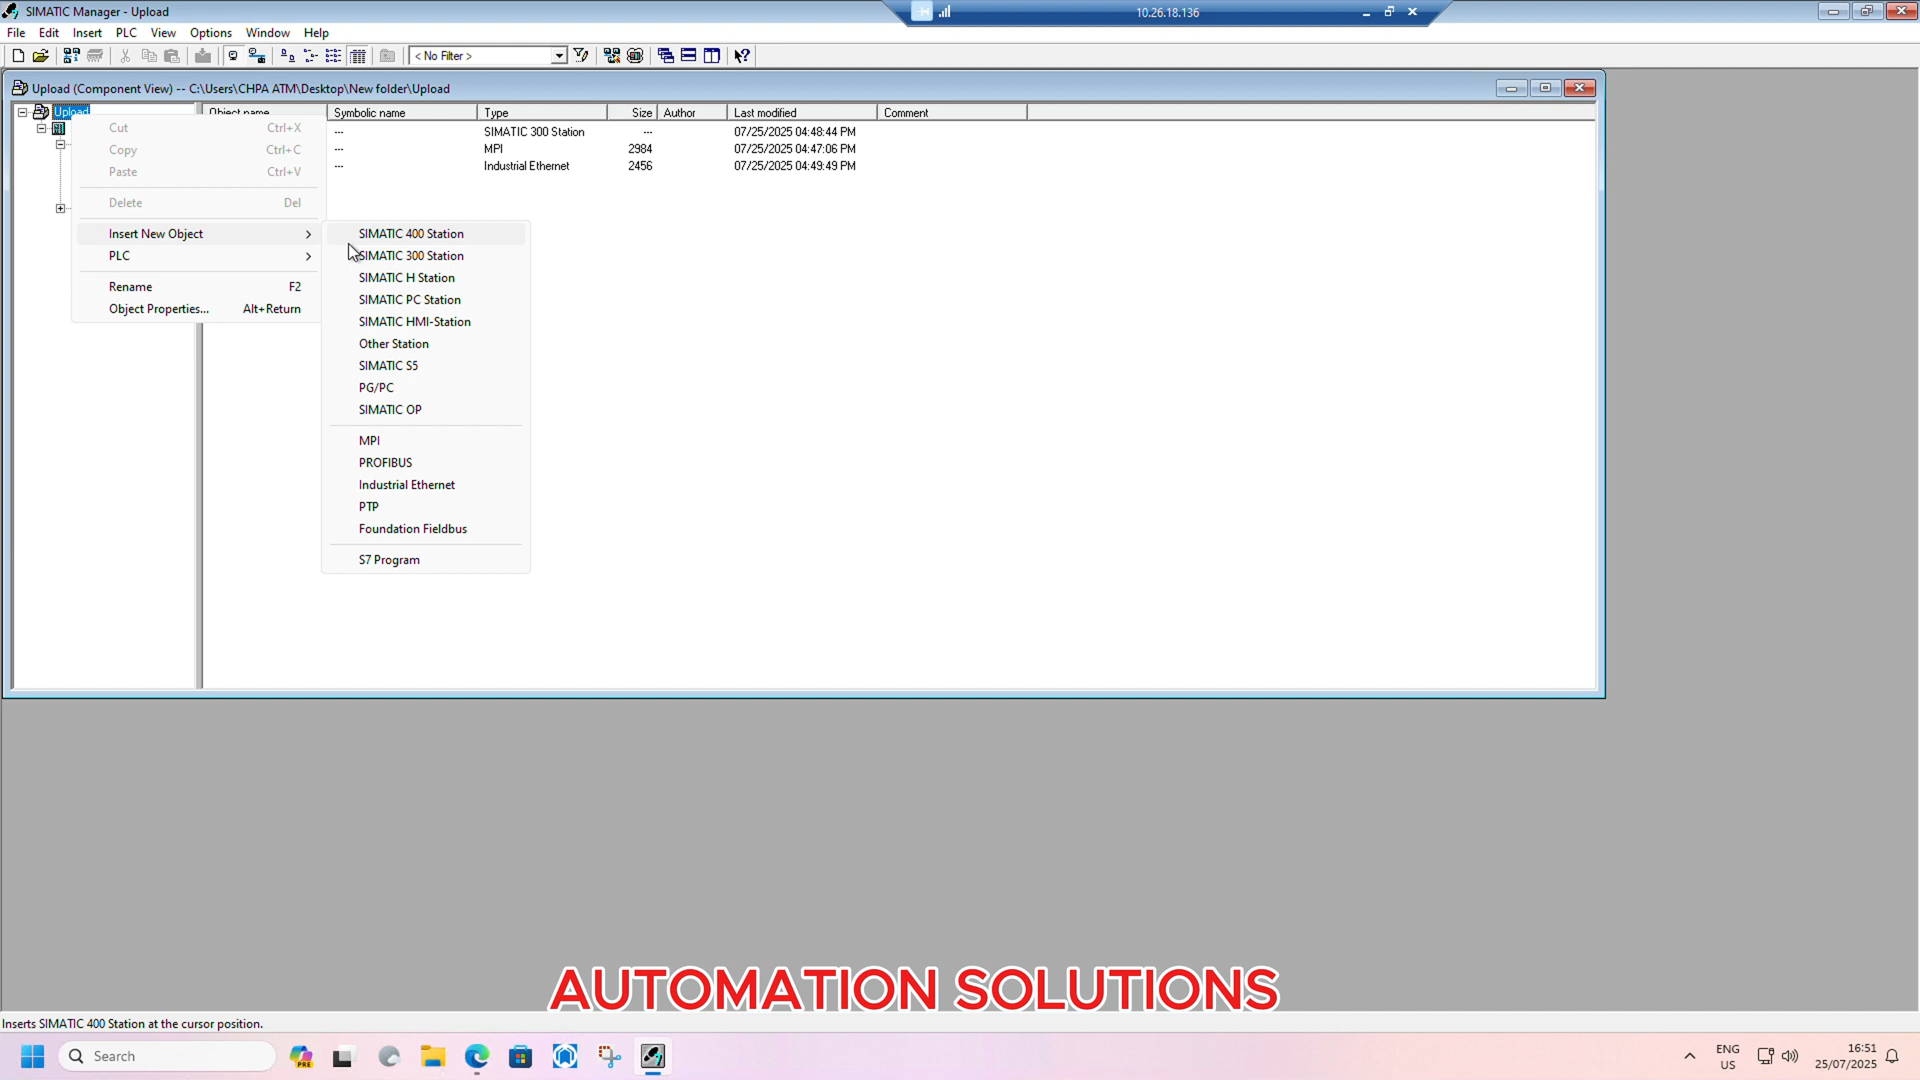 SIMATIC Manager - Upload
10.26.18.136
File Edit Insert PLC View Options Window Help
< No Filter >
Upload (Component View) -- C:\Users\CHPA ATM\Desktop\New folder\Upload
Upload
Object name Symbolic name Type Size Author Last modified Comment
--- SIMATIC 300 Station --- 07/25/2025 04:48:44 PM
--- MPI 2984 07/25/2025 04:47:06 PM
--- Industrial Ethernet 2456 07/25/2025 04:49:49 PM
Cut Ctrl+X
Copy Ctrl+C
Paste Ctrl+V
Delete Del
Insert New Object
PLC
Rename F2
Object Properties... Alt+Return
SIMATIC 400 Station
SIMATIC 300 Station
SIMATIC H Station
SIMATIC PC Station
SIMATIC HMI-Station
Other Station
SIMATIC S5
PG/PC
SIMATIC OP
MPI
PROFIBUS
Industrial Ethernet
PTP
Foundation Fieldbus
S7 Program
AUTOMATION SOLUTIONS
Inserts SIMATIC 400 Station at the cursor position.
Search
PRE
ENG
US
16:51
25/07/2025